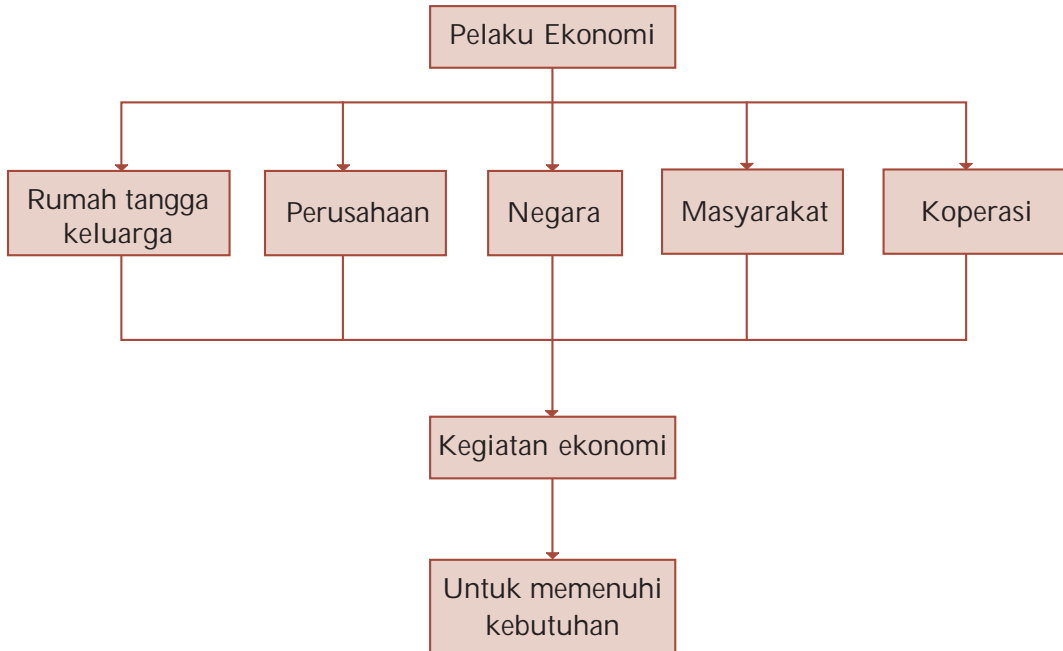 Pelaku Ekonomi
Rumah tangga
keluarga
Perusahaan
Negara
Masyarakat
Koperasi
Kegiatan ekonomi
Untuk memenuhi
kebutuhan